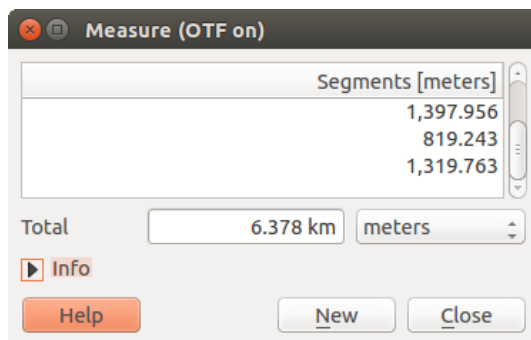 Measure (OTF on)
Segments [meters]
1,397.956
819.243
1,319.763
Total 6.378 km meters
Info
Help New Close